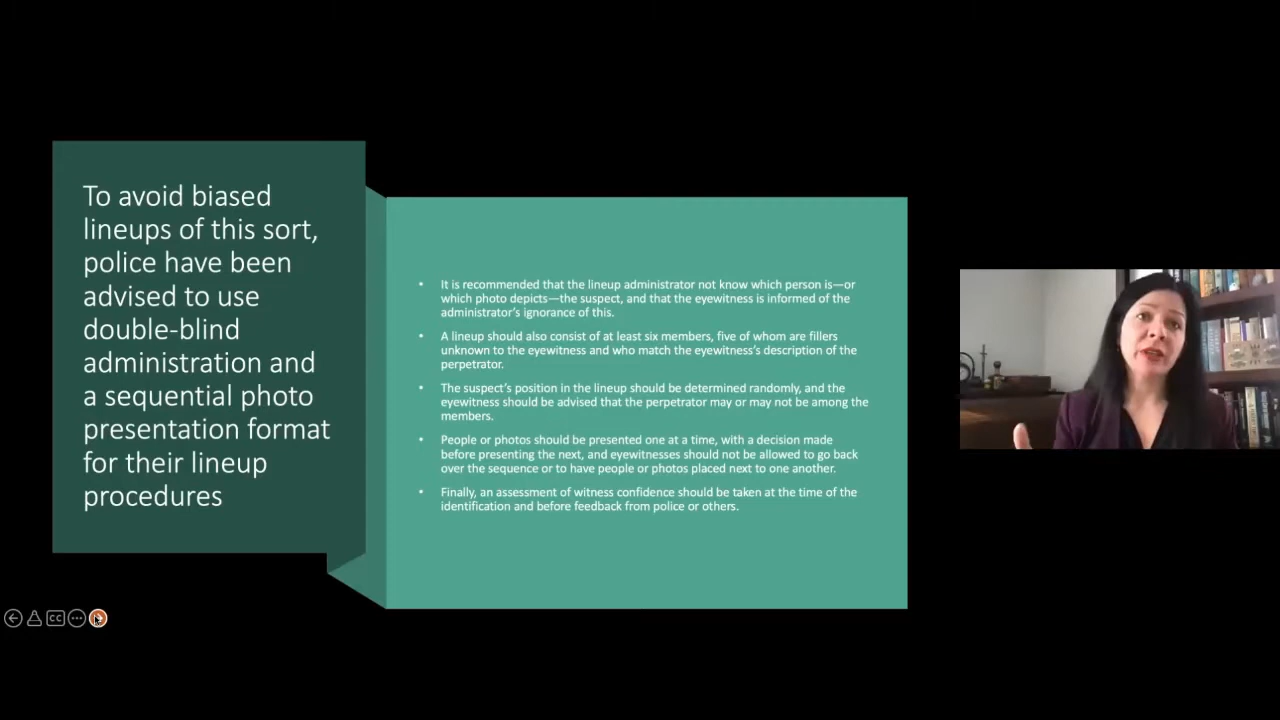 To avoid biased
lineups of this sort,
police have been
advised to use
double-blind
administration and
a sequential photo
presentation format
for their lineup
procedures
• It is recommended that the lineup administrator not know which person is—or
which photo depicts—the suspect, and that the eyewitness is informed of the
administrator's ignorance of this.
• A lineup should also consist of at least six members, five of whom are fillers
unknown to the eyewitness and who match the eyewitness's description of the
perpetrator.
• The suspect's position in the lineup should be determined randomly, and the
eyewitness should be advised that the perpetrator may or may not be among the
members.
• People or photos should be presented one at a time, with a decision made
before presenting the next, and eyewitnesses should not be allowed to go back
over the sequence or to have people or photos placed next to one another.
• Finally, an assessment of witness confidence should be taken at the time of the
identification and before feedback from police or others.
CC